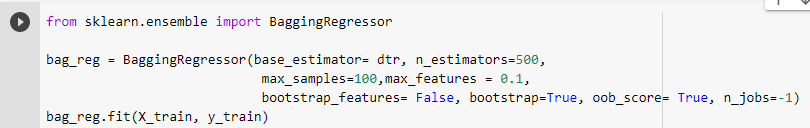 from sklearn.ensemble import BaggingRegressor
bag_reg = BaggingRegressor(base_estimator= dtr, n_estimators=500,
max_samples=100,max_features = 0.1,
bootstrap_features= False, bootstrap=True, oob_score= True, n_jobs=-1)
bag_reg.fit(X_train, y_train)